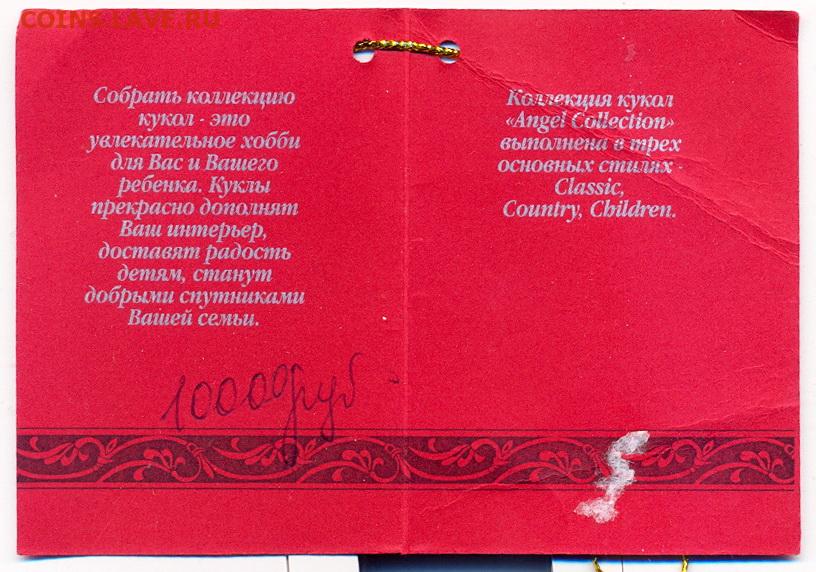 COINS.LAVE.RU
Собрать коллекцию
кукол - это
увлекательное хобби
для Вас и Вашего
ребенка. Куклы
прекрасно дополнят
Ваш интерьер,
доставят радость
детям, станут
добрыми спутниками
Вашей семьи.
1000 руб
Коллекция кукол
«Angel Collection»
выполнена в трех
основных стилях -
Classic,
Country, Children.